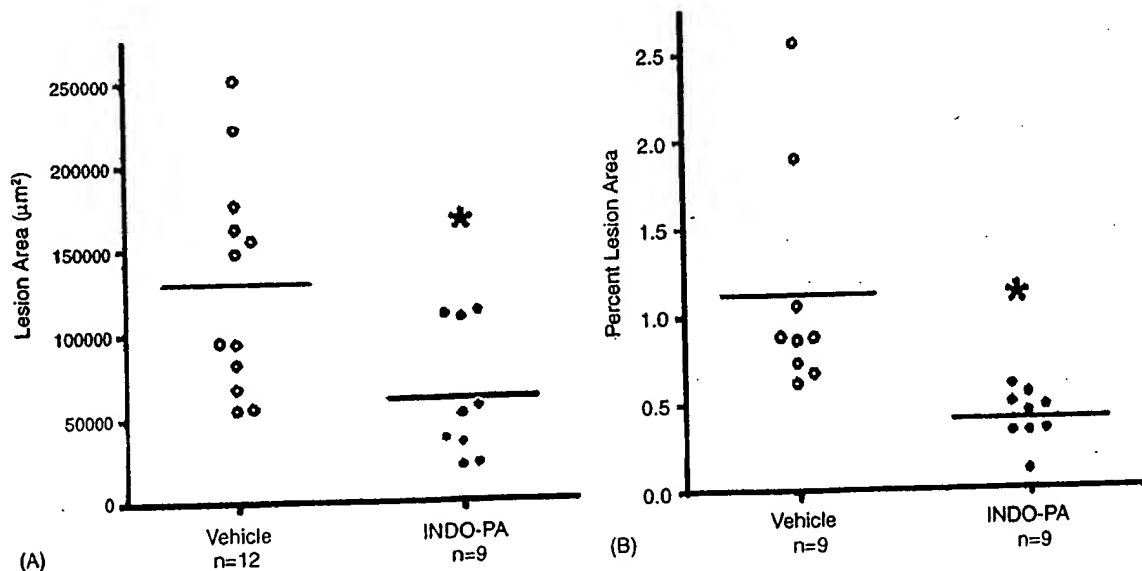 Lesion Area (µm²)
250000
200000
150000
100000
50000
0
*
Vehicle
n=12
INDO-PA
n=9
(A)
Percent Lesion Area
2.5
2.0
1.5
1.0
0.5
0.0
*
Vehicle
n=9
INDO-PA
n=9
(B)